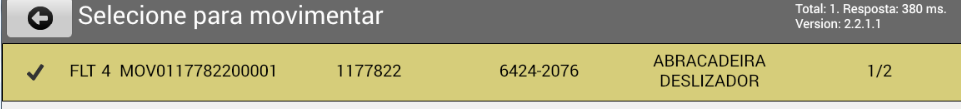 Selecione para movimentar
Total: 1. Resposta: 380 ms.
Version: 2.2.1.1
FLT 4 MOV0117782200001 1177822 6424-2076 ABRACADEIRA DESLIZADOR 1/2